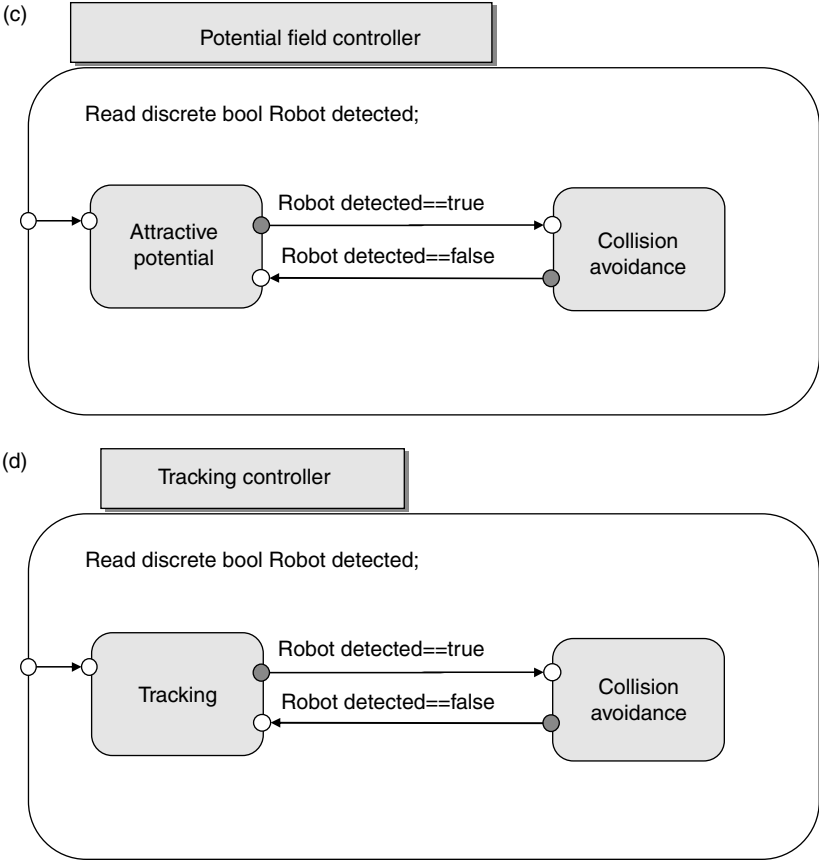 (c)
Potential field controller
Read discrete bool Robot detected;
Attractive
potential
Robot detected==true
Robot detected==false
Collision
avoidance
(d)
Tracking controller
Read discrete bool Robot detected;
Tracking
Robot detected==true
Robot detected==false
Collision
avoidance